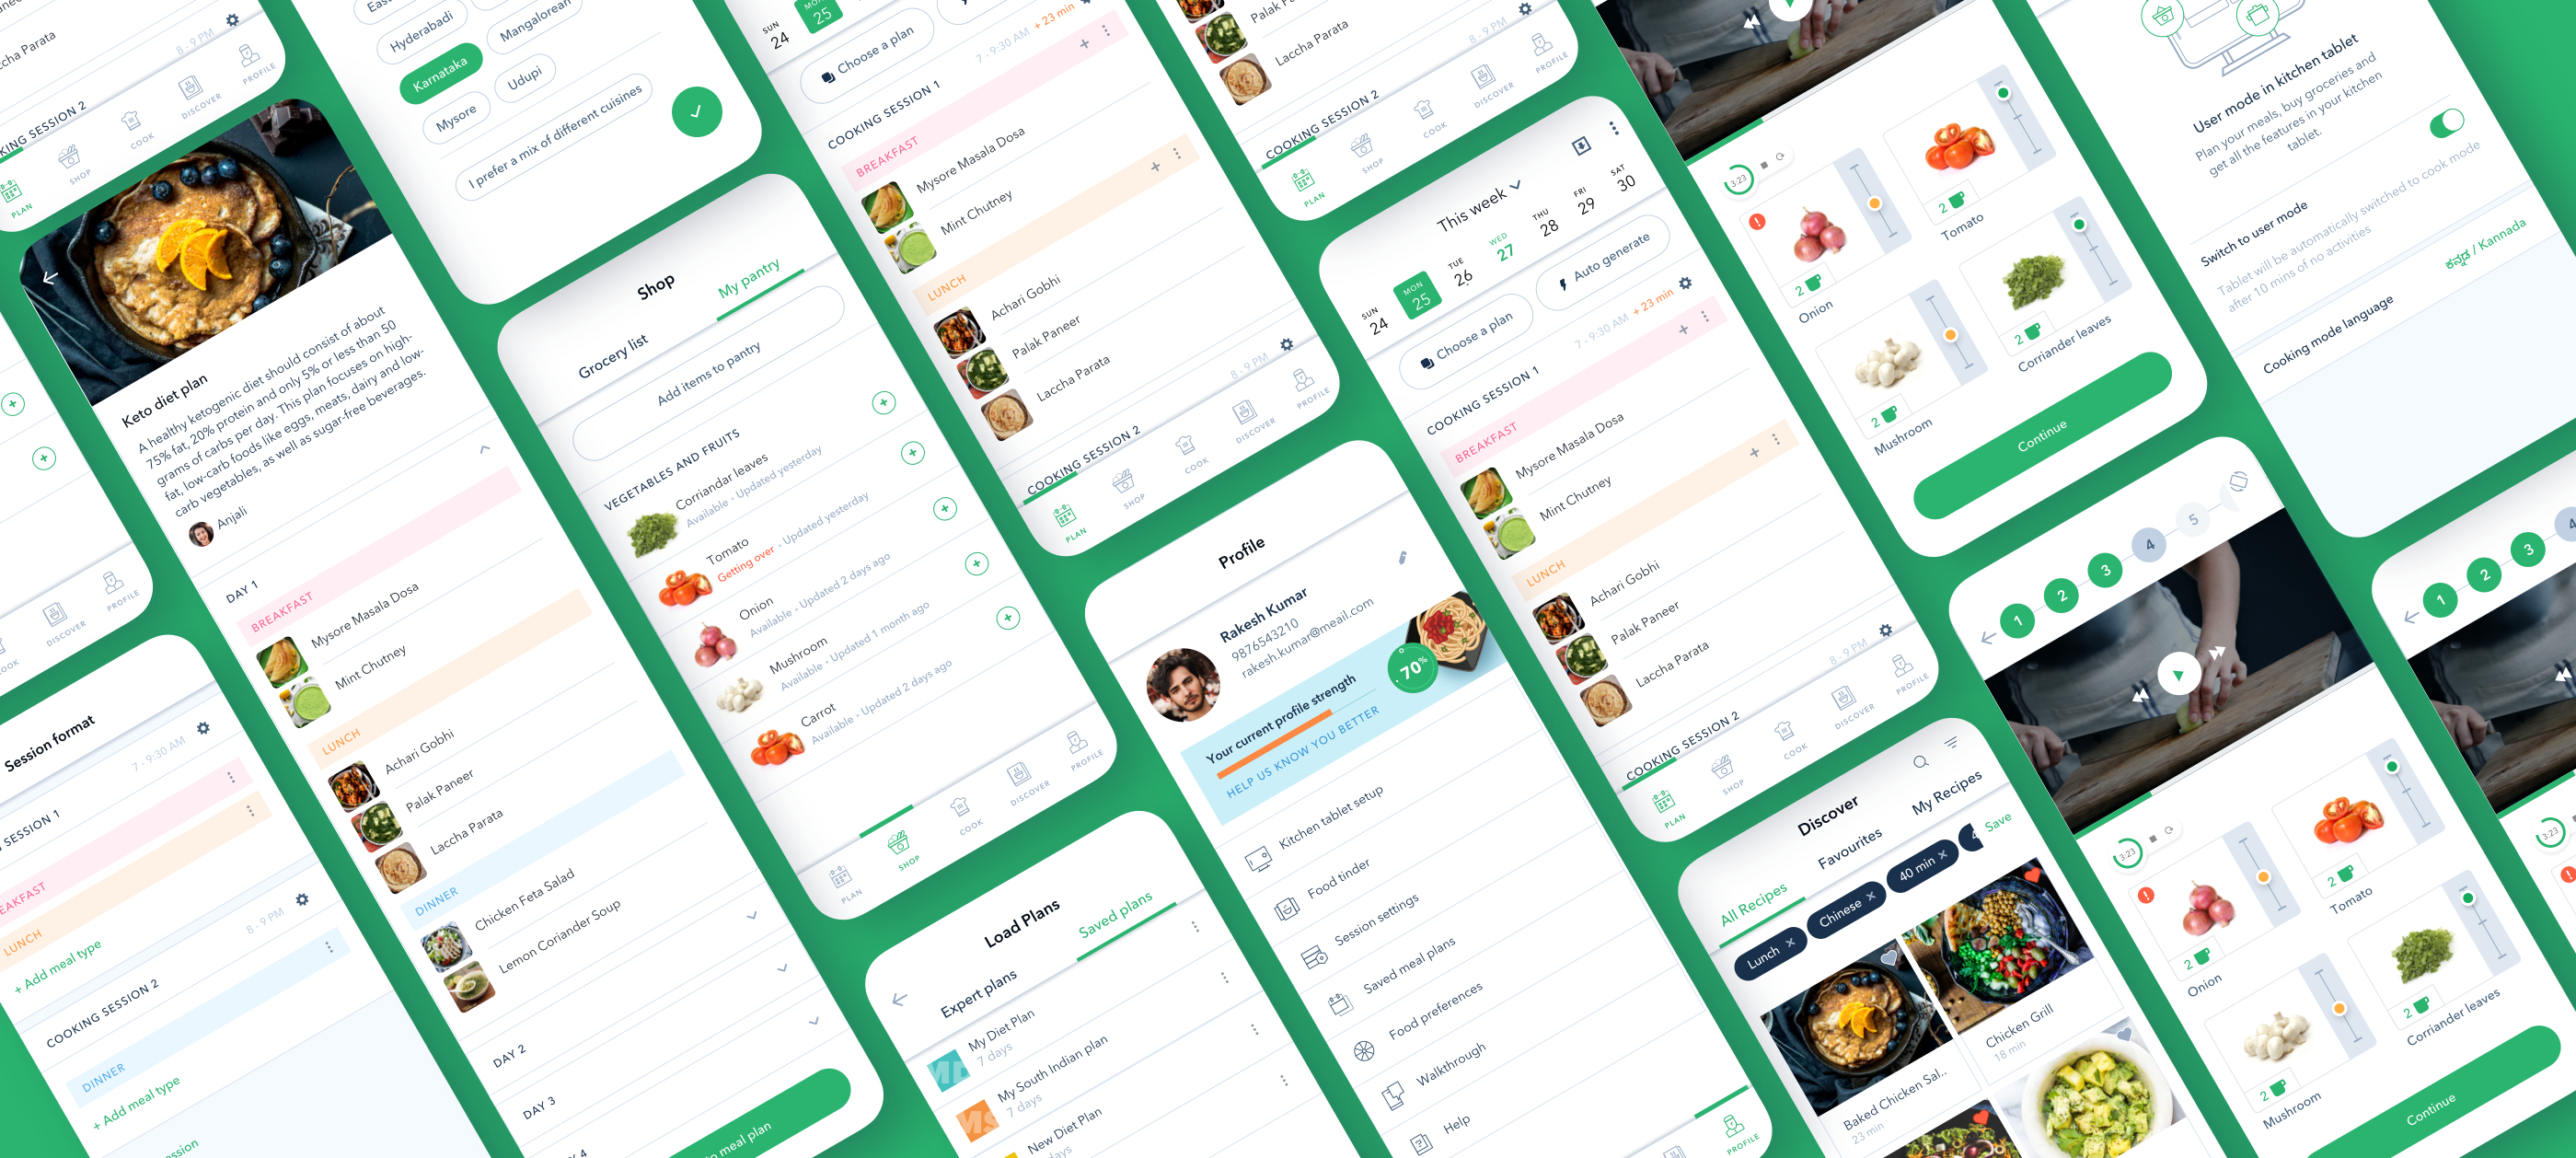 ccha Parata
8 - 9 PM
KING SESSION 2
PLAN
SHOP
COOK
DISCOVER
PROFILE
Keto diet plan
A healthy ketogenic diet should consist of about
75% fat, 20% protein and only 5% or less than 50
grams of carbs per day. This plan focuses on high-
fat, low-carb foods like eggs, meats, dairy and low-
carb vegetables, as well as sugar-free beverages.
Anjali
DAY 1
BREAKFAST
Mysore Masala Dosa
Mint Chutney
LUNCH
Achari Gobhi
Palak Paneer
Laccha Parata
DINNER
Chicken Feta Salad
Lemon Coriander Soup
DAY 2
DAY 3
4
o meal plan
OOK
DISCOVER
PROFILE
Session format
7 - 9:30 AM
SESSION 1
EAKFAST
LUNCH
+ Add meal type
8 - 9 PM
COOKING SESSION 2
DINNER
+ Add meal type
ession
Hyderabadi
Mangalorean
Karnataka
Udupi
Mysore
I prefer a mix of different cuisines
Shop
Grocery list
My pantry
Add items to pantry
VEGETABLES AND FRUITS
Corriandar leaves
Available • Updated yesterday
Tomato
Getting over • Updated yesterday
Onion
Available • Updated 2 days ago
Mushroom
Available • Updated 1 month ago
Carrot
Available • Updated 2 days ago
PLAN
SHOP
COOK
DISCOVER
PROFILE
Load Plans
Expert plans
Saved plans
My Diet Plan
7 days
My South Indian plan
7 days
New Diet Plan
days
SUN
24
MON
25
Choose a plan
7 - 9:30 AM + 23 min
COOKING SESSION 1
BREAKFAST
Mysore Masala Dosa
Mint Chutney
LUNCH
Achari Gobhi
Palak Paneer
Laccha Parata
8 - 9 PM
COOKING SESSION 2
PLAN
SHOP
COOK
DISCOVER
PROFILE
Profile
Rakesh Kumar
9876543210
rakesh.kumar@meail.com
Your current profile strength
70%
HELP US KNOW YOU BETTER
Kitchen tablet setup
Food tinder
Session settings
Saved meal plans
Food preferences
Walkthrough
Help
PROFILE
Palak P
Laccha Parata
8 - 9 PM
COOKING SESSION 2
PLAN
SHOP
COOK
DISCOVER
PROFILE
This week
SUN
24
MON
25
TUE
26
WED
27
THU
28
FRI
29
SAT
30
Choose a plan
Auto generate
7 - 9:30 AM + 23 min
COOKING SESSION 1
BREAKFAST
Mysore Masala Dosa
Mint Chutney
LUNCH
Achari Gobhi
Palak Paneer
Laccha Parata
8 - 9 PM
COOKING SESSION 2
PLAN
SHOP
COOK
DISCOVER
PROFILE
Discover
All Recipes
Favourites
My Recipes
Lunch
Chinese
40 min
Save
Baked Chicken Sal..
23 min
Chicken Grill
18 min
3:23
2
Onion
2
Tomato
2
Mushroom
2
Corriander leaves
Continue
1
2
3
4
5
3:23
2
Onion
2
Tomato
2
Mushroom
2
Corriander leaves
Continue
User mode in kitchen tablet
Plan your meals, buy groceries and
get all the features in your kitchen
tablet.
Switch to user mode
Tablet will be automatically switched to cook mode
after 10 mins of no activities
Cooking mode language
ಕನ್ನಡ / Kannada
1
2
3
4
3:23